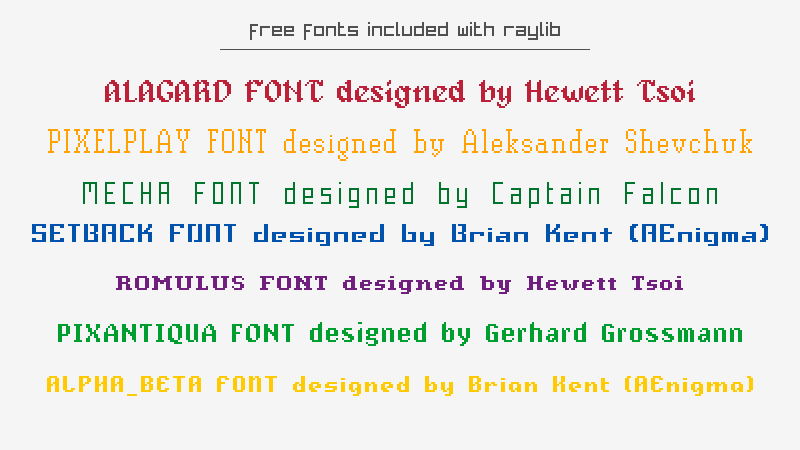 free fonts included with raylib
ALAGARD FONT designed by Hewett Tsoi
PIXELPLAY FONT designed by Aleksander Shevchuk
MECHA FONT designed by Captain Falcon
SETBACK FONT designed by Brian Kent (AEnigma)
ROMULUS FONT designed by Hewett Tsoi
PIXANTIQUA FONT designed by Gerhard Grossmann
ALPHA_BETA FONT designed by Brian Kent (AEnigma)